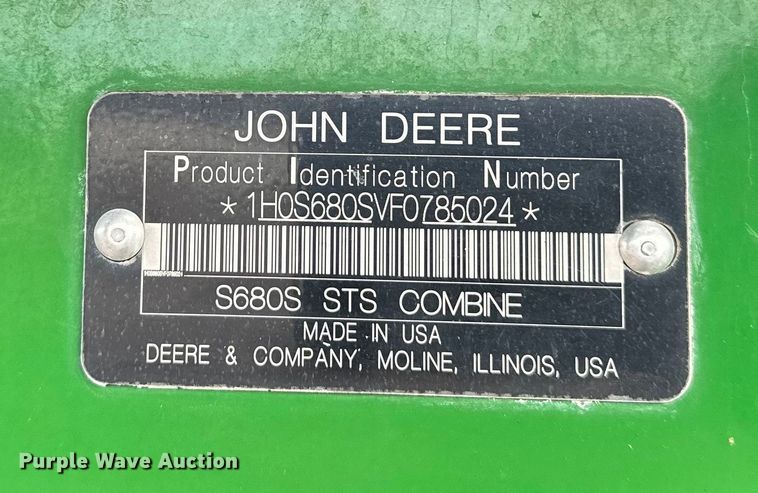 JOHN DEERE
Product Identification Number
*1H0S680SVF0785024*
1H0S680SVF0785024
S680S STS COMBINE
MADE IN USA
DEERE & COMPANY, MOLINE, ILLINOIS, USA
Purple Wave Auction